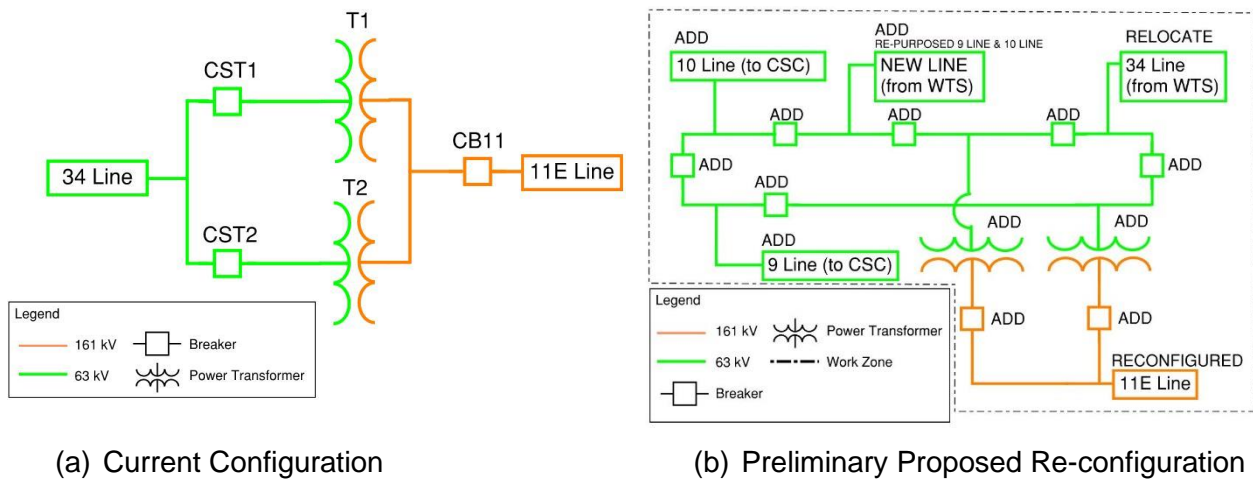 T1
CST1
CB11
34 Line
11E Line
T2
CST2
Legend
161 kV
Breaker
63 kV
Power Transformer
(a) Current Configuration
ADD
10 Line (to CSC)
ADD
RE-PURPOSED 9 LINE & 10 LINE
NEW LINE
(from WTS)
RELOCATE
34 Line
(from WTS)
ADD
ADD
ADD
ADD
ADD
ADD
ADD
9 Line (to CSC)
ADD
ADD
ADD
ADD
RECONFIGURED
11E Line
Legend
161 kV
Power Transformer
63 kV
Work Zone
Breaker
(b) Preliminary Proposed Re-configuration